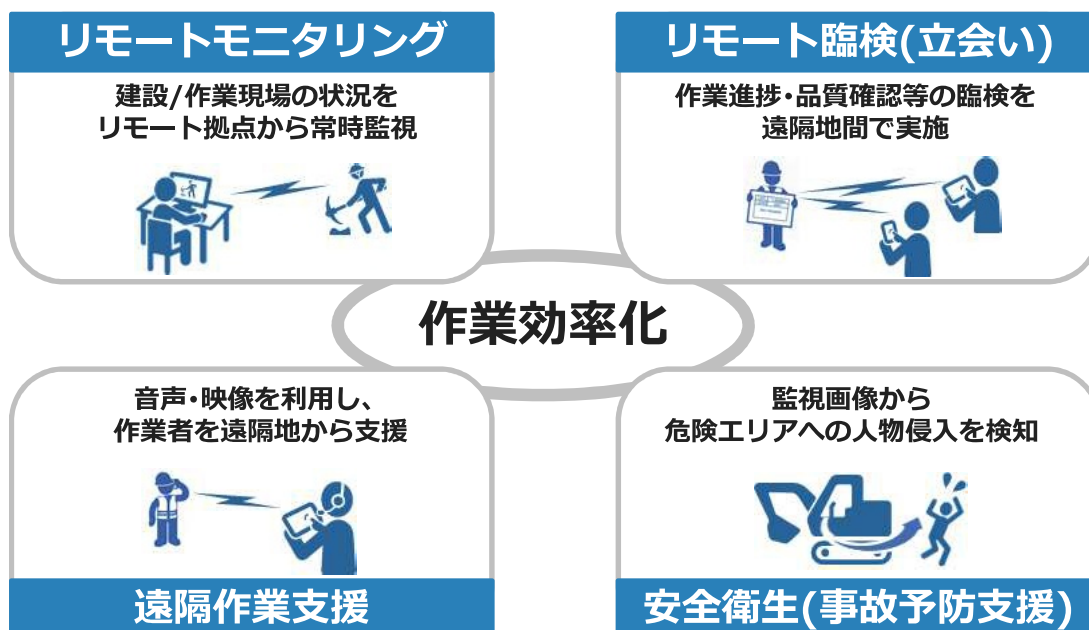 リモートモニタリング
建設/作業現場の状況を
リモート拠点から常時監視
リモート臨検(立会い)
作業進捗・品質確認等の臨検を
遠隔地間で実施
作業効率化
音声・映像を利用し、
作業者を遠隔地から支援
遠隔作業支援
監視画像から
危険エリアへの人物侵入を検知
安全衛生(事故予防支援)